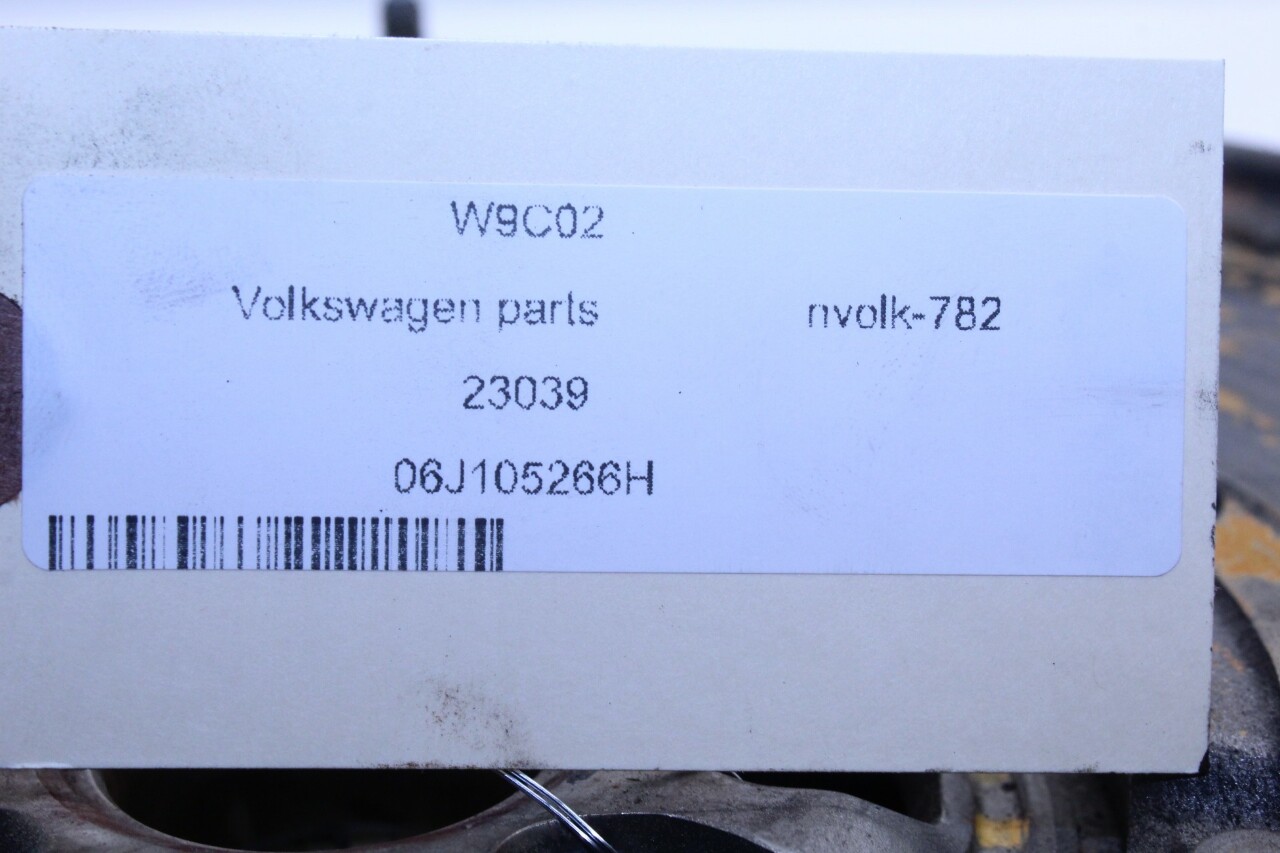 W9C02
Volkswagen parts nvolk-782
23039
06J105266H